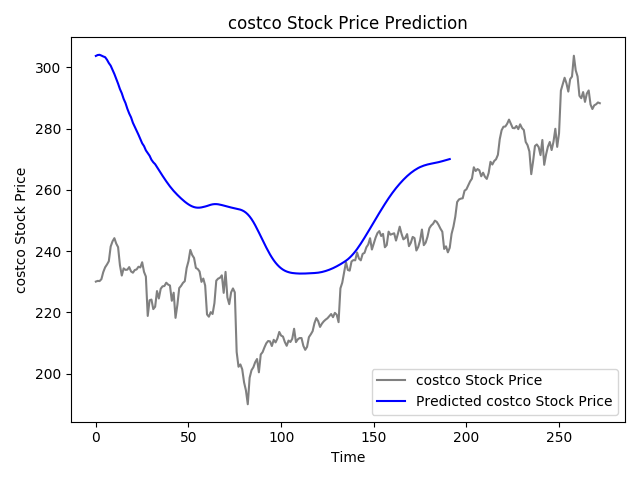 costco Stock Price Prediction
costco Stock Price
300
280
260
240
220
200
0
50
100
150
200
250
Time
costco Stock Price
Predicted costco Stock Price